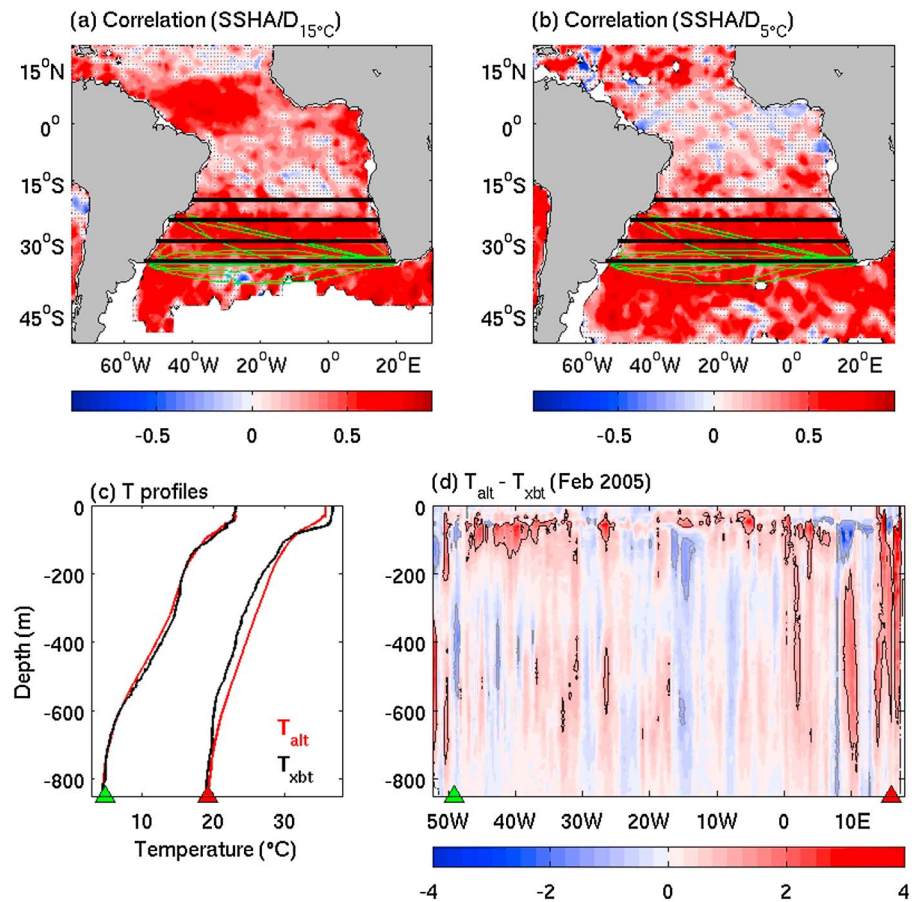 (a) Correlation (SSHA/D15°C)
(b) Correlation (SSHA/D5°C)
15°N
0°
15°S
30°S
45°S
60°W 40°W 20°W 0° 20°E
-0.5 0 0.5
15°N
0°
15°S
30°S
45°S
60°W 40°W 20°W 0° 20°E
-0.5 0 0.5
(c) T profiles
0
-200
-400
-600
-800
Depth (m)
Talt
Txbt
10 20 30
Temperature (°C)
(d) Talt - Txbt (Feb 2005)
0
-200
-400
-600
-800
50W 40W 30W 20W 10W 0 10E
-4 -2 0 2 4